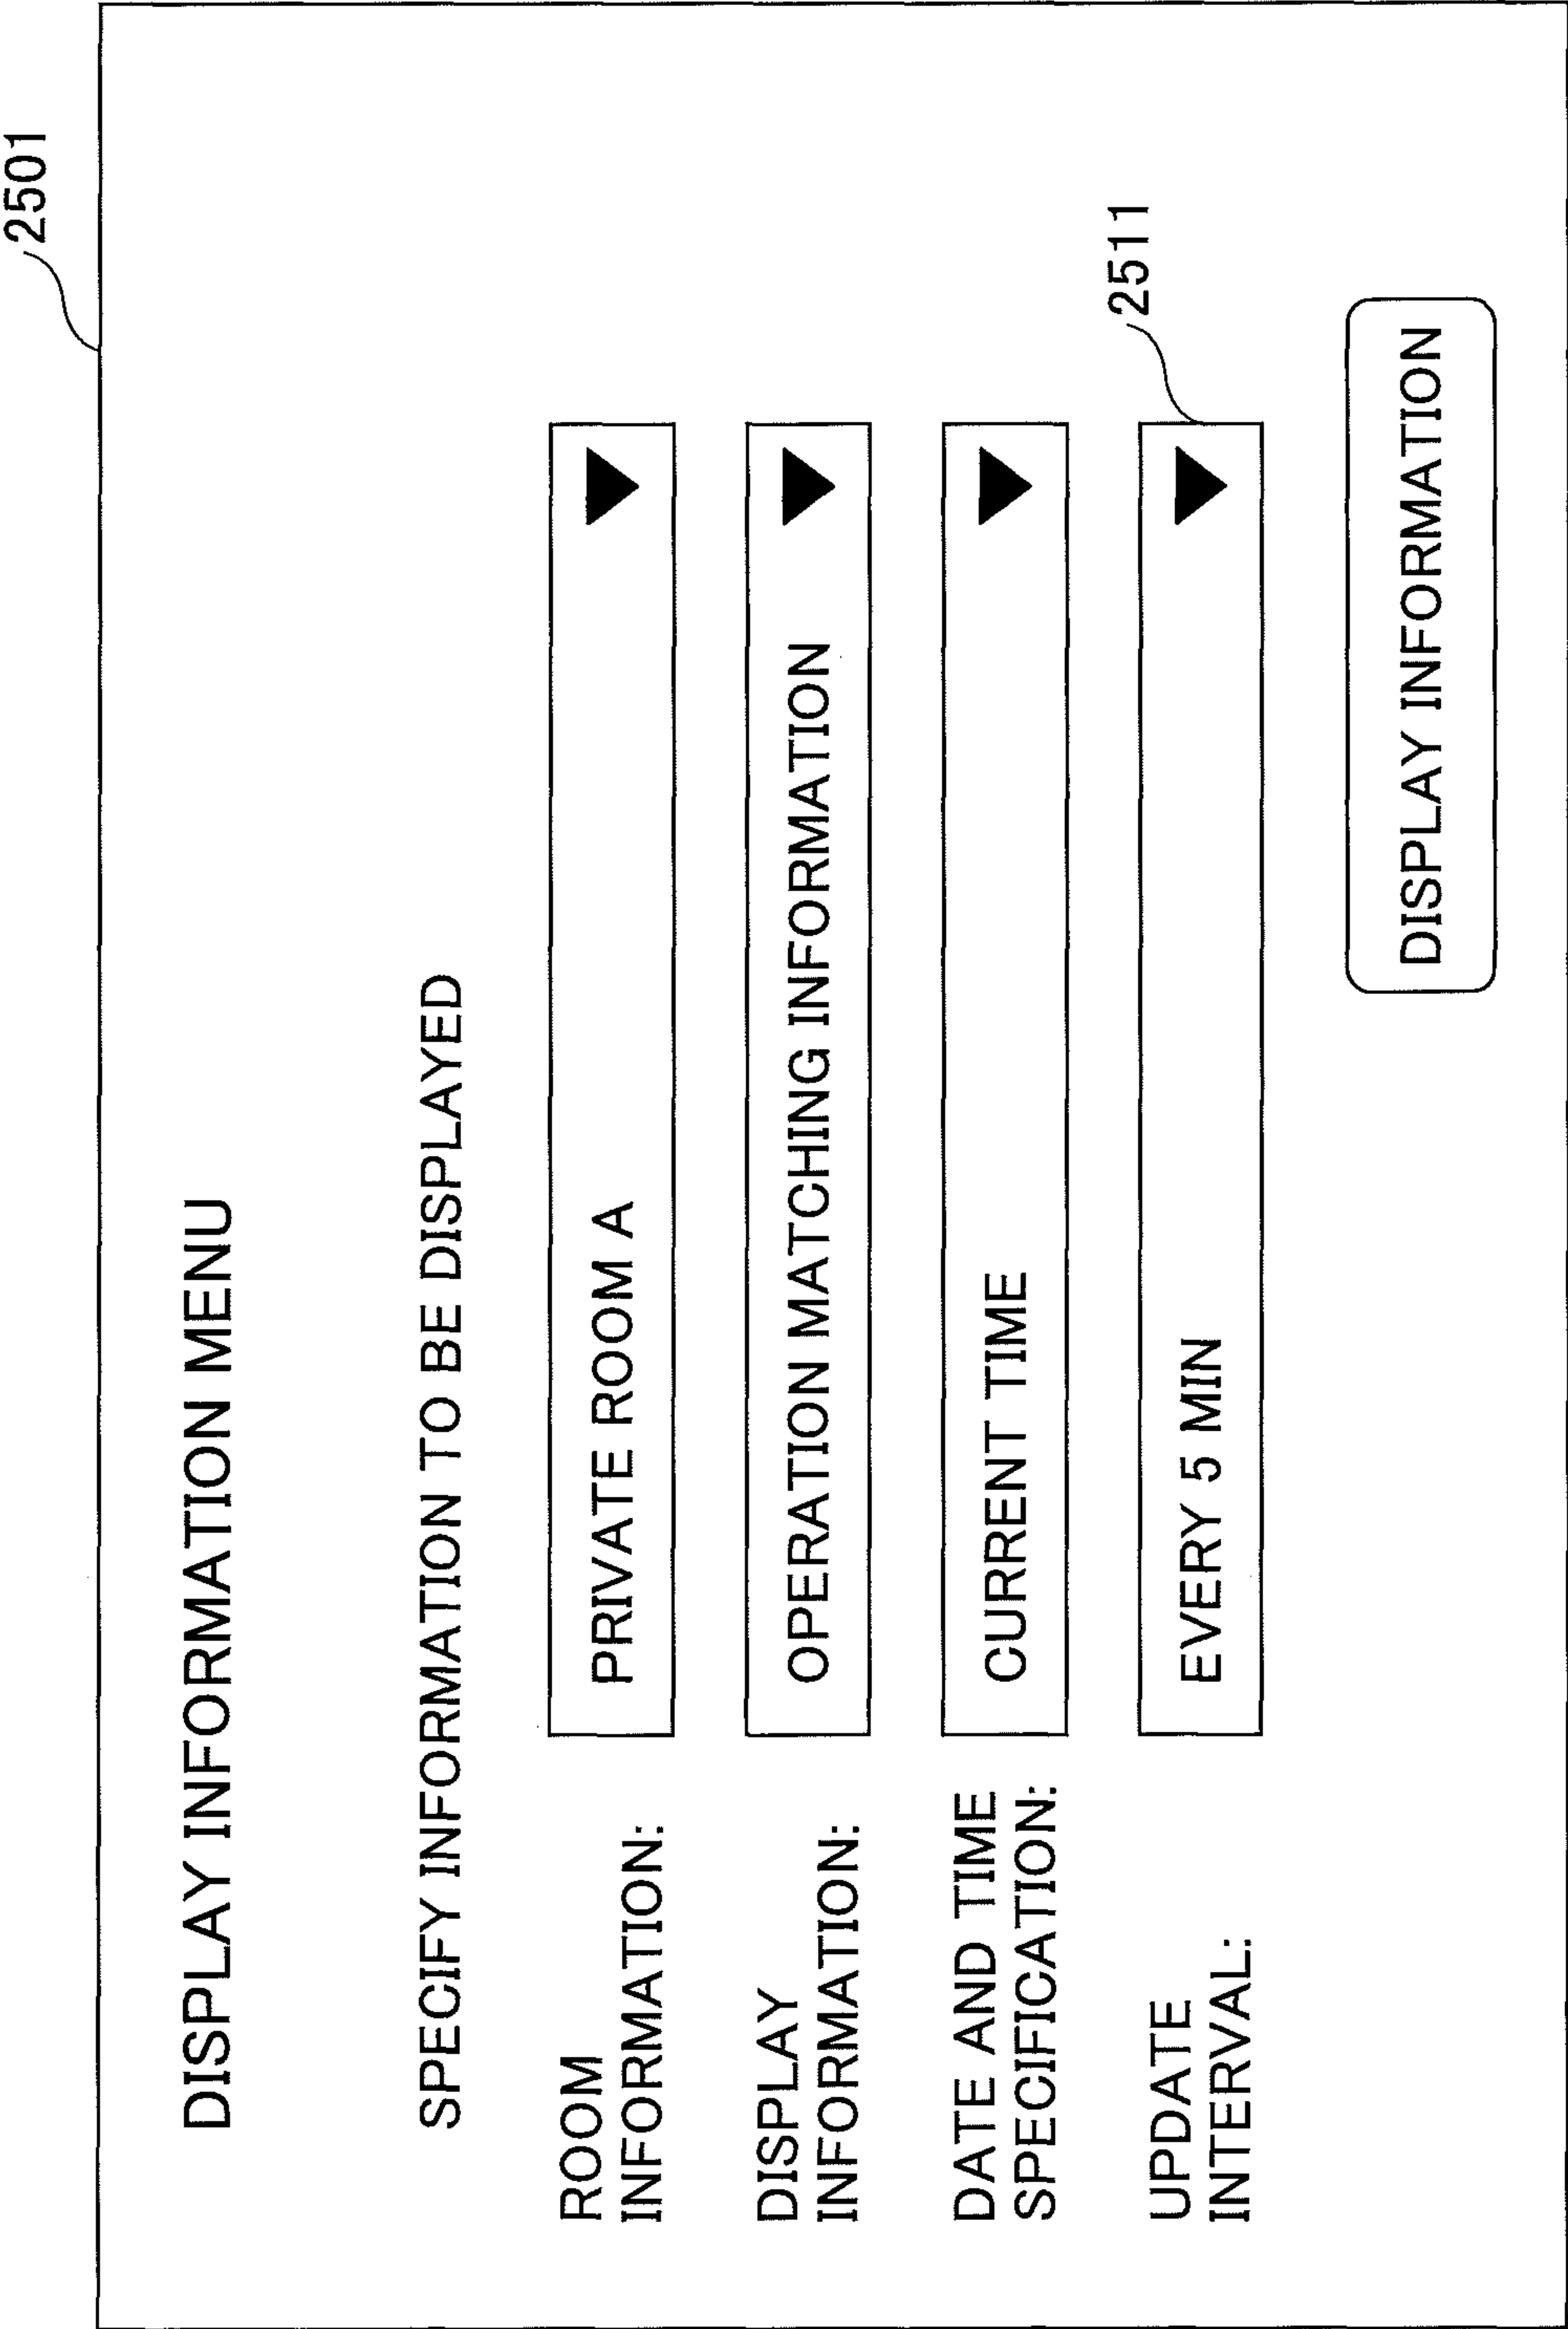 2501
DISPLAY INFORMATION MENU
SPECIFY INFORMATION TO BE DISPLAYED
ROOM
INFORMATION:
PRIVATE ROOM A
DISPLAY
INFORMATION:
OPERATION MATCHING INFORMATION
DATE AND TIME
SPECIFICATION:
CURRENT TIME
2511
UPDATE
INTERVAL:
EVERY 5 MIN
DISPLAY INFORMATION